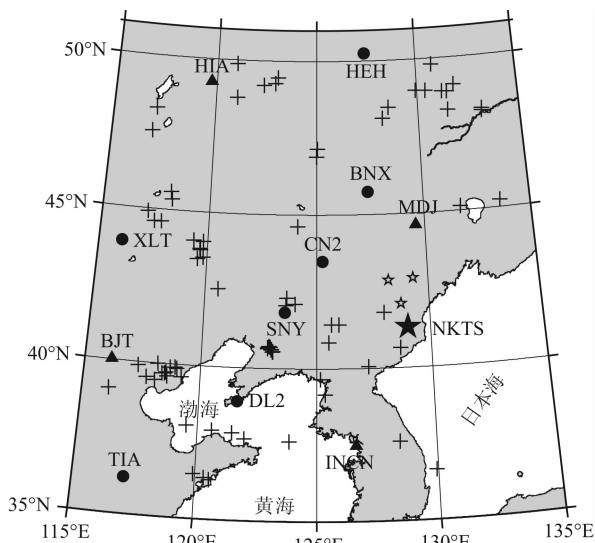 50°N
HIA
HEH
BNX
45°N
MDJ
XLT
CN2
SNY
NKTS
BJT
40°N
渤海
DL2
日本海
TIA
INCN
黄海
35°N
115°E
120°E
125°E
130°E
135°E